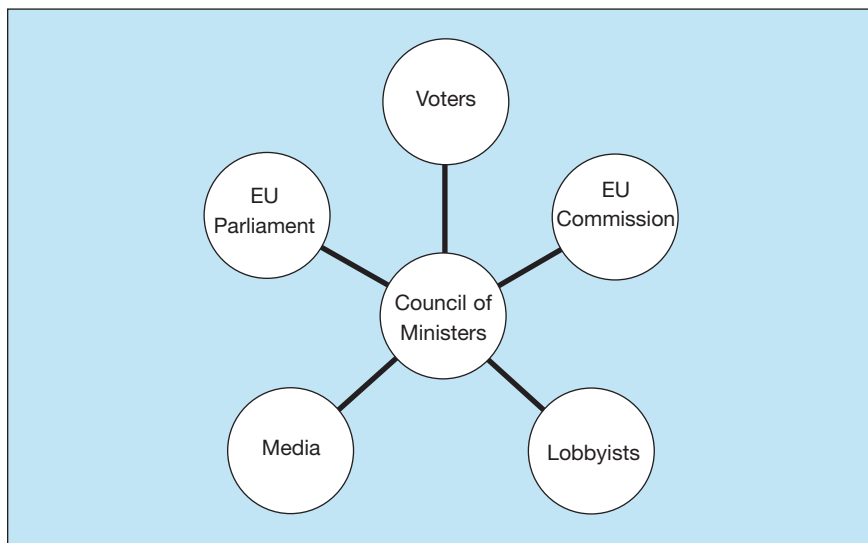 Voters
EU
Parliament
EU
Commission
Council of
Ministers
Media
Lobbyists